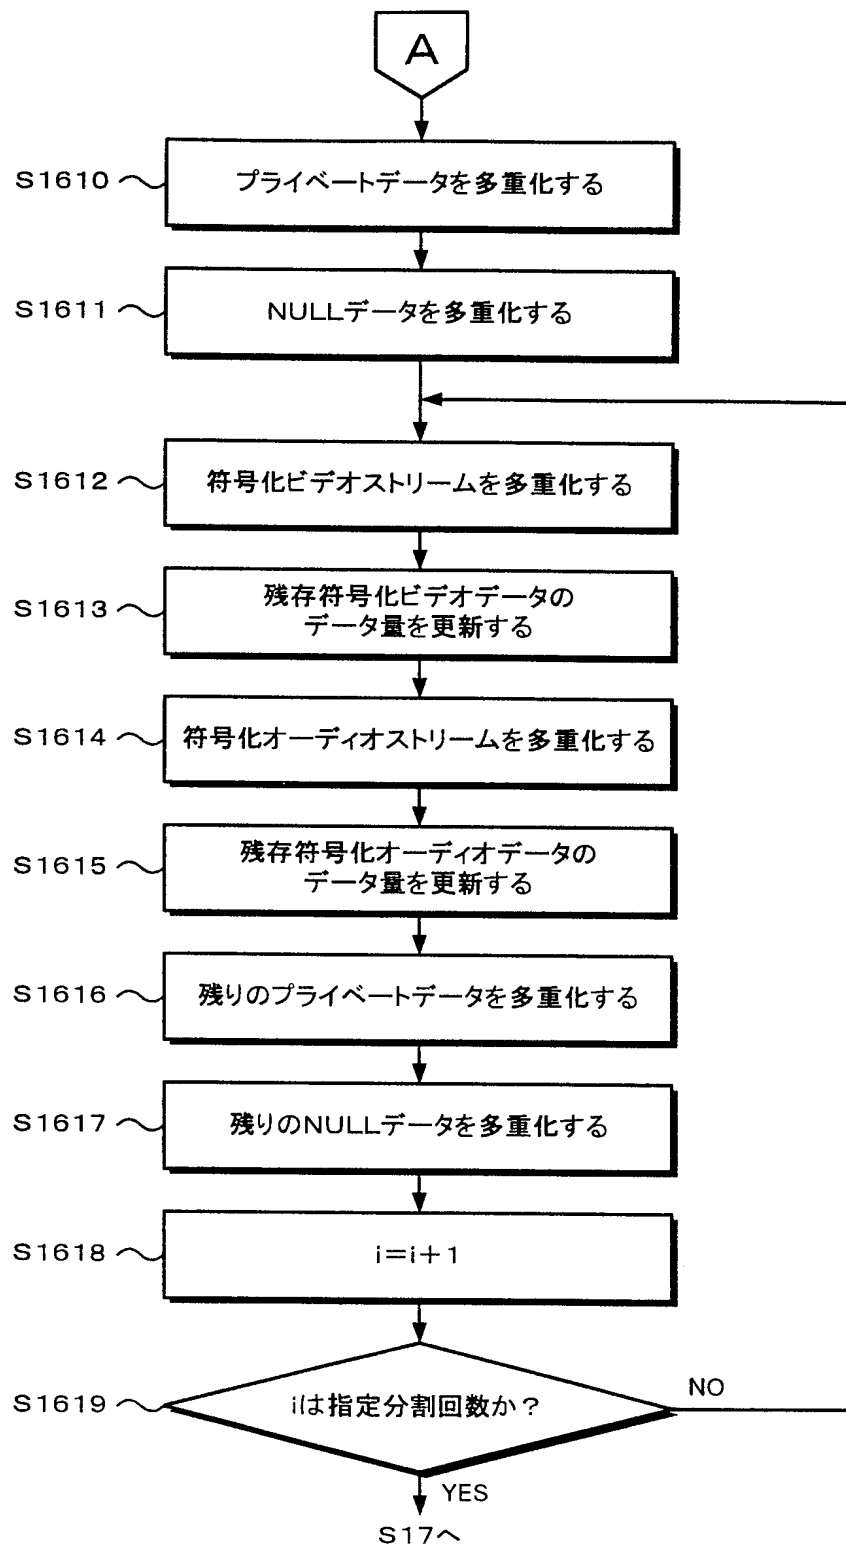 A
S1610
プライベートデータを多重化する
S1611
NULLデータを多重化する
S1612
符号化ビデオストリームを多重化する
S1613
残存符号化ビデオデータの
データ量を更新する
S1614
符号化オーディオストリームを多重化する
S1615
残存符号化オーディオデータの
データ量を更新する
S1616
残りのプライベートデータを多重化する
S1617
残りのNULLデータを多重化する
S1618
i=i+1
S1619
iは指定分割回数か?
NO
YES
S17へ